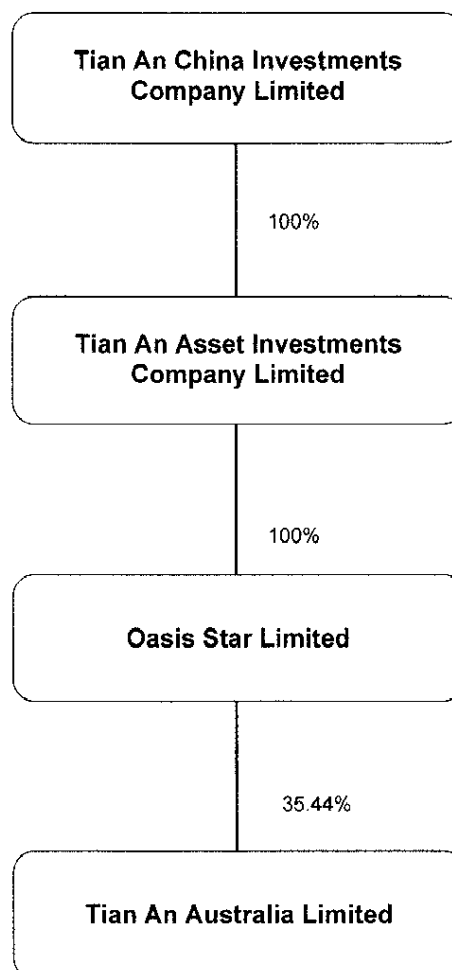 Tian An China Investments
Company Limited
100%
Tian An Asset Investments
Company Limited
100%
Oasis Star Limited
35.44%
Tian An Australia Limited